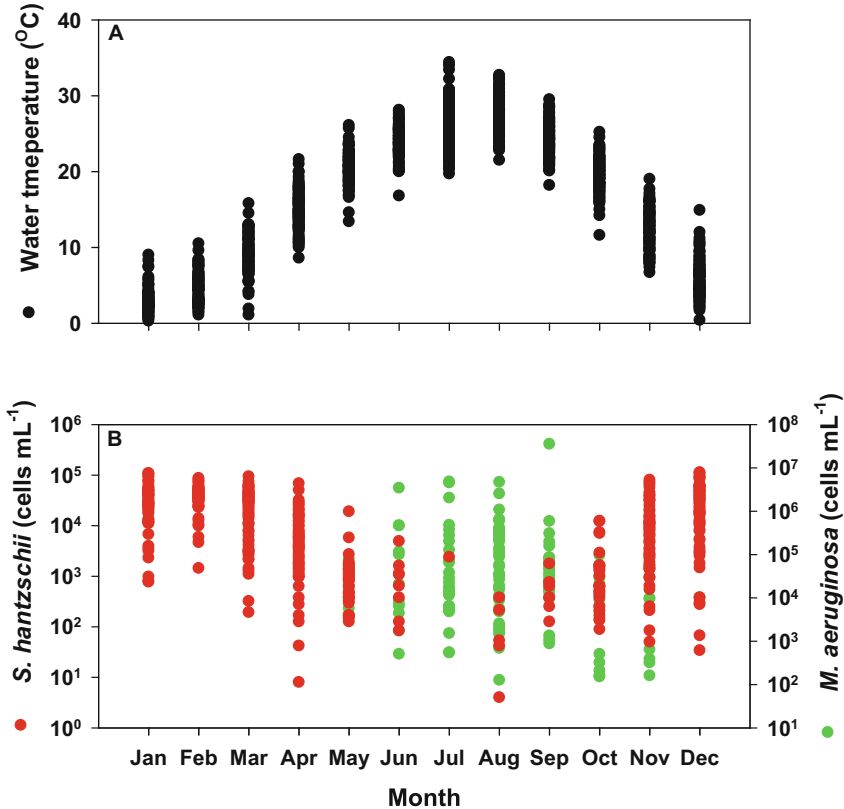 A
Water tmeperature (°C)
40
30
20
10
0
B
S. hantzschii (cells mL⁻¹)
10⁶
10⁵
10⁴
10³
10²
10¹
10⁰
10⁸
10⁷
10⁶
10⁵
10⁴
10³
10²
10¹
M. aeruginosa (cells mL⁻¹)
Jan Feb Mar Apr May Jun Jul Aug Sep Oct Nov Dec
Month